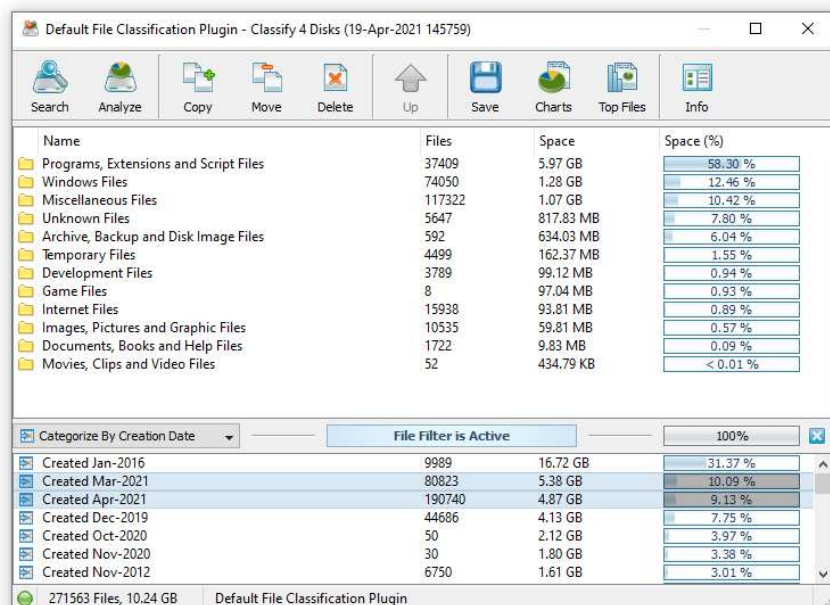 Default File Classification Plugin - Classify 4 Disks (19-Apr-2021 145759)
Search Analyze Copy Move Delete Up Save Charts Top Files Info
Name Files Space Space (%)
Programs, Extensions and Script Files 37409 5.97 GB 58.30 %
Windows Files 74050 1.28 GB 12.46 %
Miscellaneous Files 117322 1.07 GB 10.42 %
Unknown Files 5647 817.83 MB 7.80 %
Archive, Backup and Disk Image Files 592 634.03 MB 6.04 %
Temporary Files 4499 162.37 MB 1.55 %
Development Files 3789 99.12 MB 0.94 %
Game Files 8 97.04 MB 0.93 %
Internet Files 15938 93.81 MB 0.89 %
Images, Pictures and Graphic Files 10535 59.81 MB 0.57 %
Documents, Books and Help Files 1722 9.83 MB 0.09 %
Movies, Clips and Video Files 52 434.79 KB < 0.01 %
Categorize By Creation Date File Filter is Active 100%
Created Jan-2016 9989 16.72 GB 31.37 %
Created Mar-2021 80823 5.38 GB 10.09 %
Created Apr-2021 190740 4.87 GB 9.13 %
Created Dec-2019 44686 4.13 GB 7.75 %
Created Oct-2020 50 2.12 GB 3.97 %
Created Nov-2020 30 1.80 GB 3.38 %
Created Nov-2012 6750 1.61 GB 3.01 %
271563 Files, 10.24 GB Default File Classification Plugin